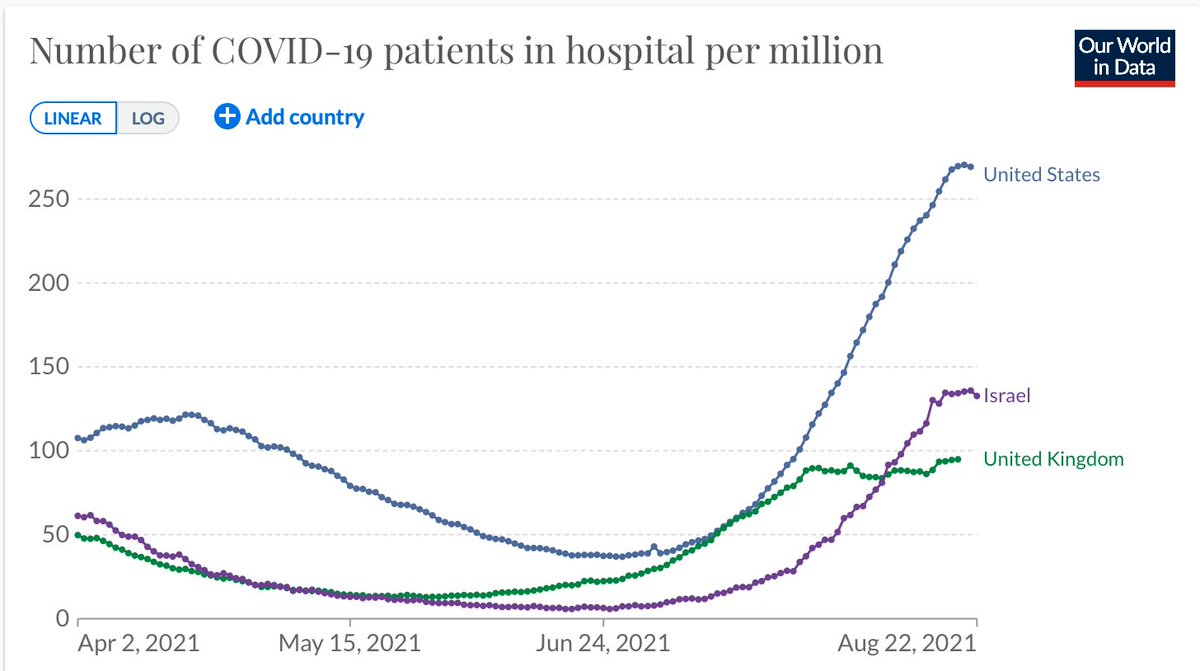 Number of COVID-19 patients in hospital per million
Our World
in Data
LINEAR
LOG
Add country
250
200
150
100
50
0
United States
Israel
United Kingdom
Apr 2, 2021
May 15, 2021
Jun 24, 2021
Aug 22, 2021